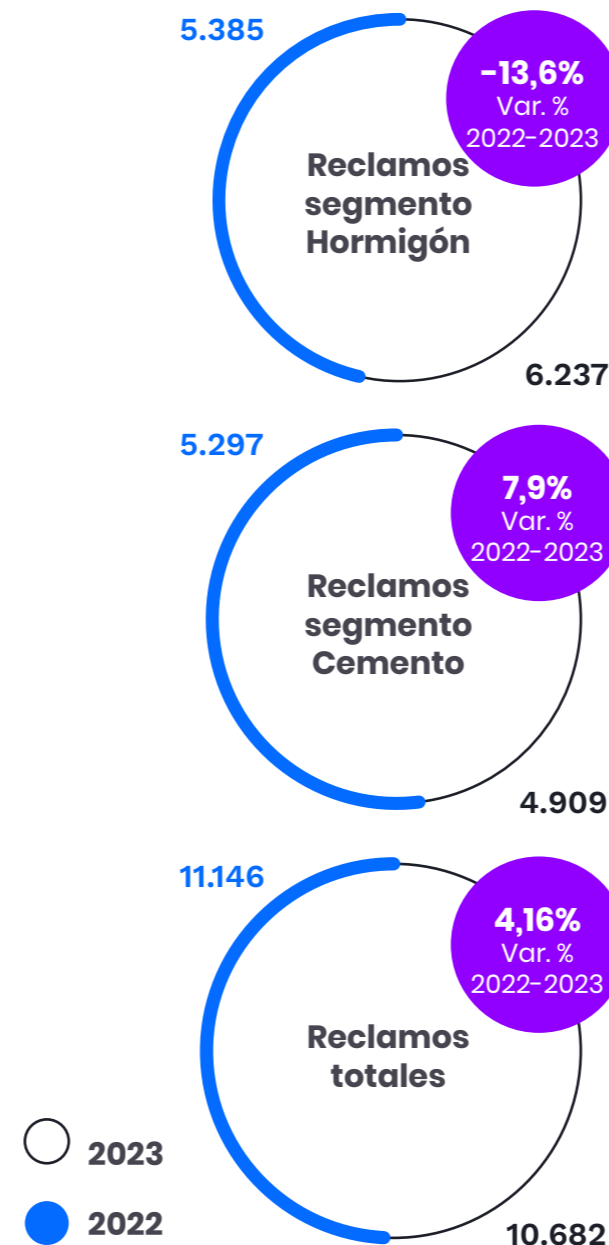 5.385
-13,6%
Var. %
2022-2023
Reclamos
segmento
Hormigón
6.237
5.297
7,9%
Var. %
2022-2023
Reclamos
segmento
Cemento
4.909
11.146
4,16%
Var. %
2022-2023
Reclamos
totales
10.682
2023
2022